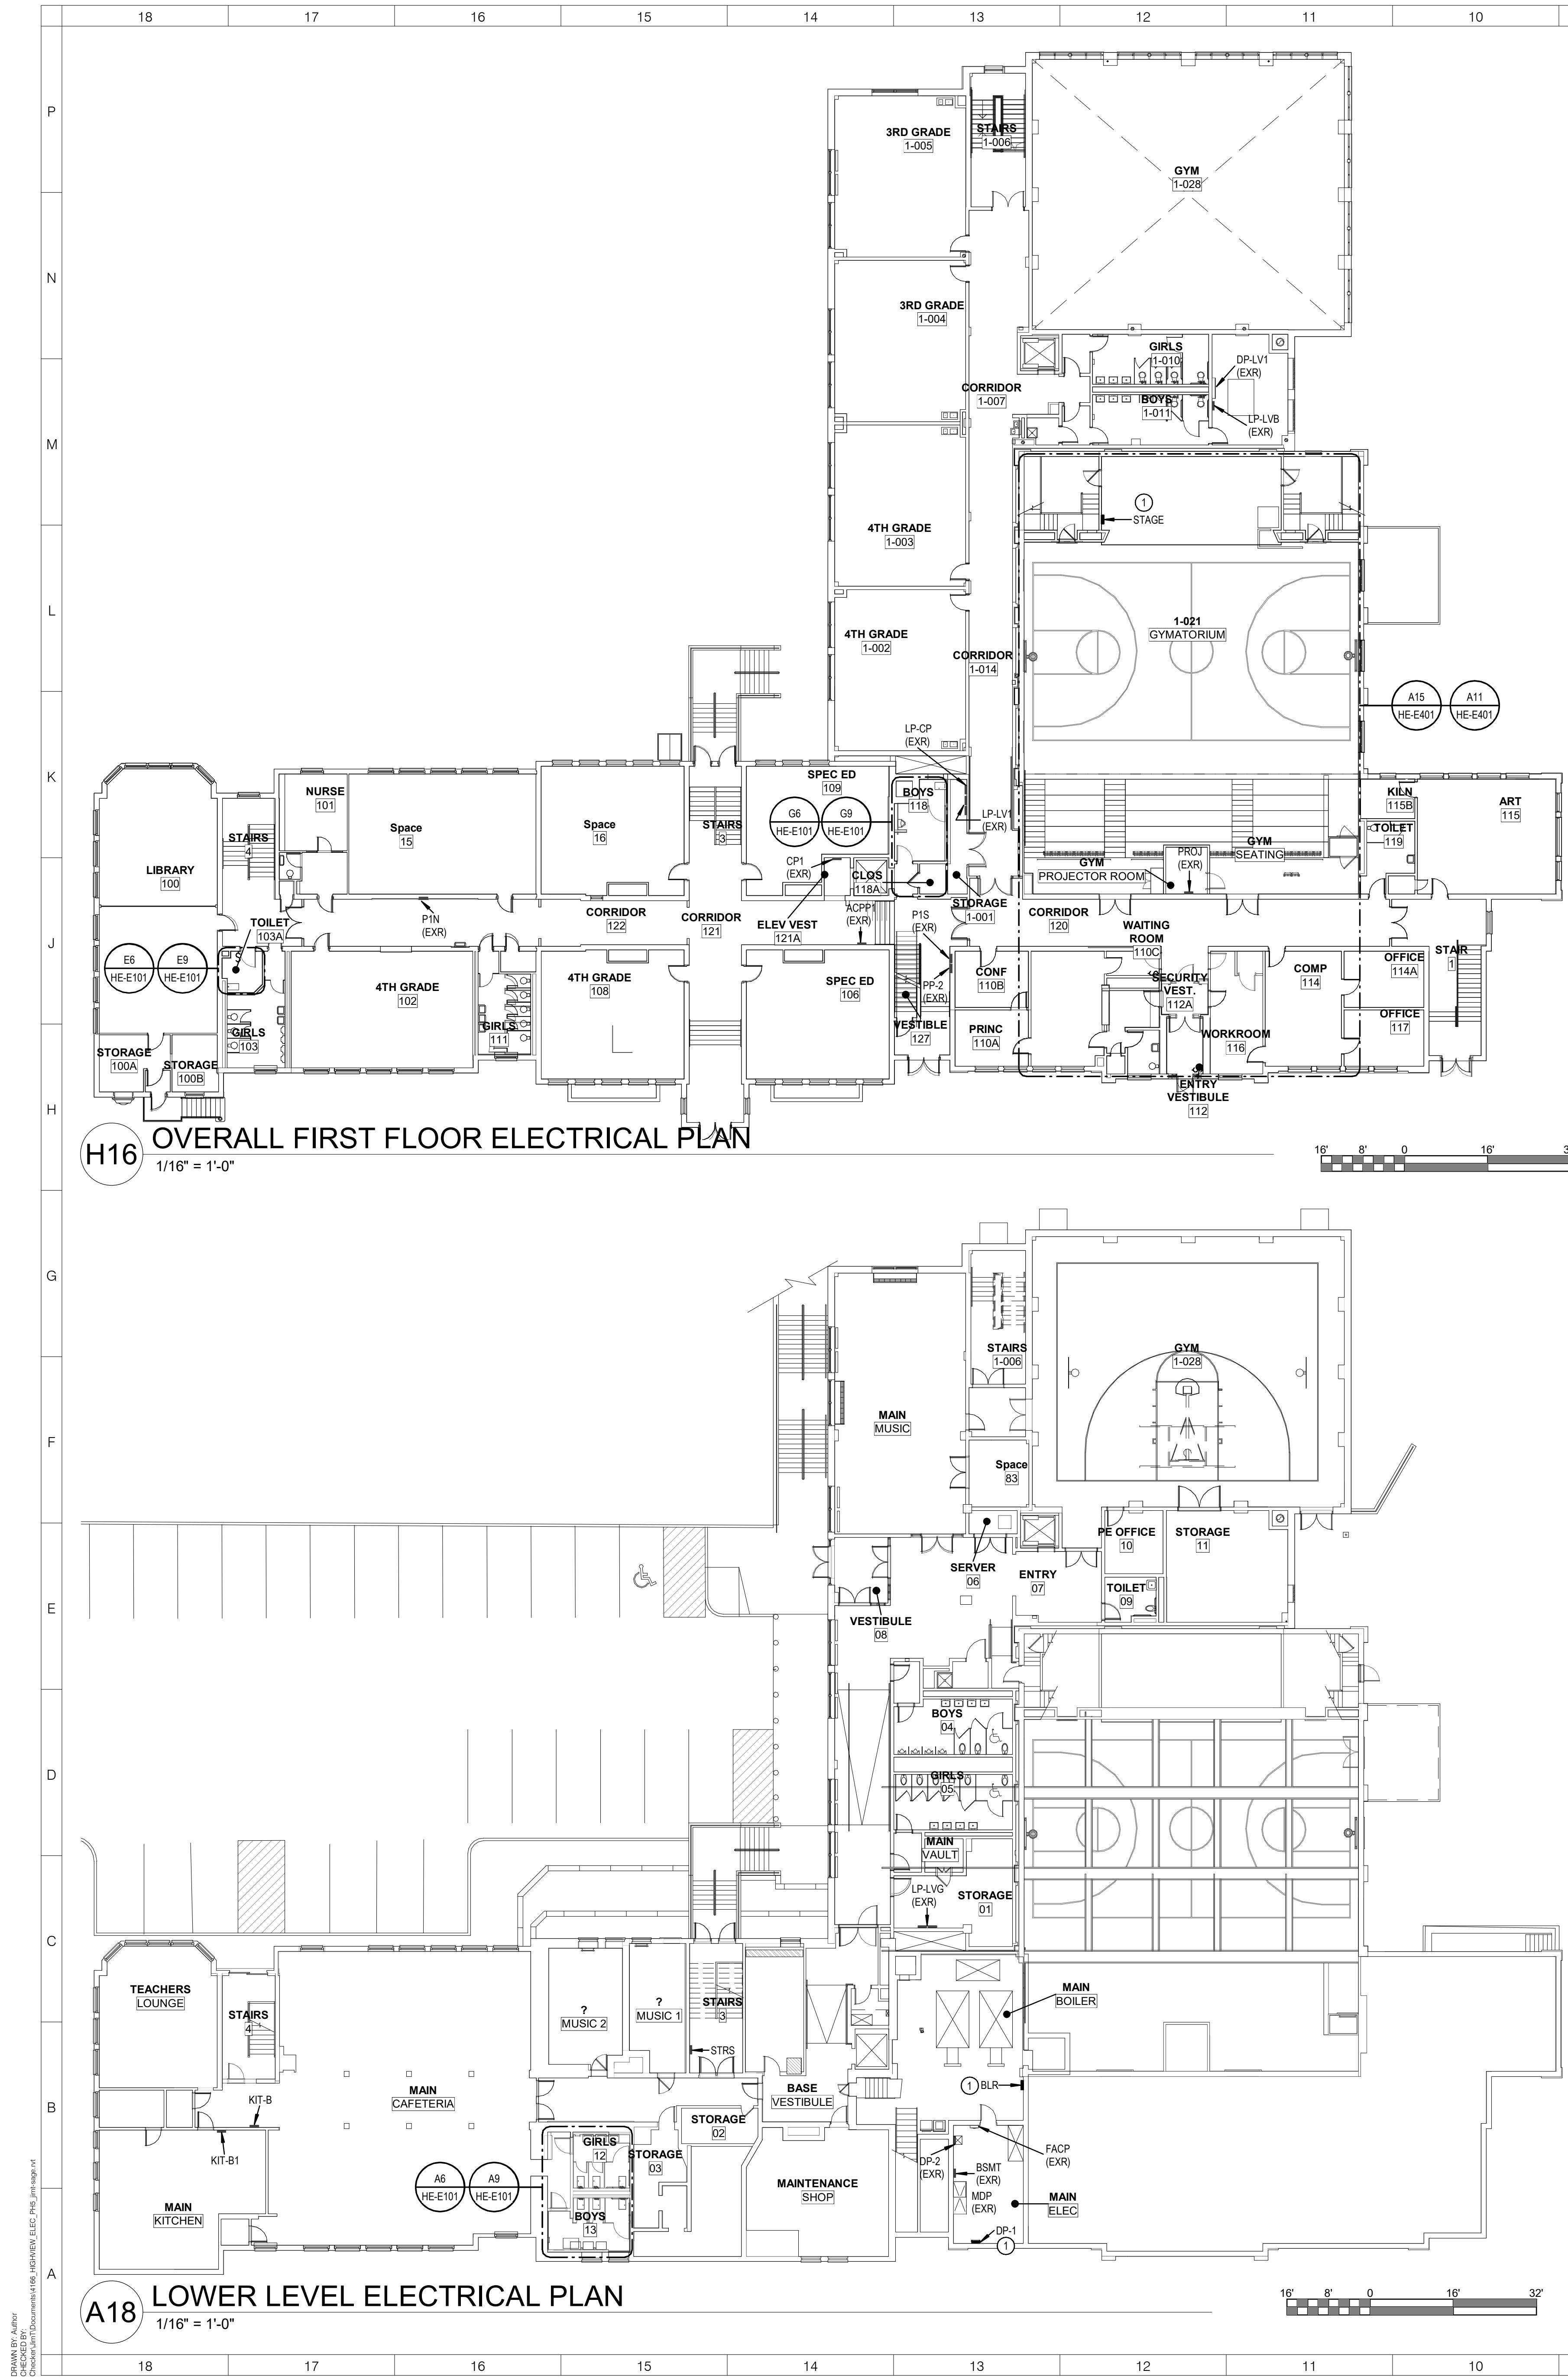 18 17 16 15 14 13 12 11 10
P
N
M
L
K
J
H
G
F
E
D
C
B
A
3RD GRADE
1-005
STAIRS
1-006
GYM
1-028
3RD GRADE
1-004
GIRLS
1-010
DP-LV1
(EXR)
CORRIDOR
1-007
BOYS
1-011
LP-LVB
(EXR)
1
STAGE
4TH GRADE
1-003
1-021
GYMATORIUM
4TH GRADE
1-002
CORRIDOR
1-014
A15
HE-E401
A11
HE-E401
LP-CP
(EXR)
SPEC ED
109
BOYS
118
NURSE
101
KILN
115B
ART
115
G6
HE-E101
G9
HE-E101
LP-LV1
(EXR)
Space
15
Space
16
STAIRS
3
STAIRS
4
TOILET
119
GYM
SEATING
PROJ
(EXR)
GYM
PROJECTOR ROOM
LIBRARY
100
CP1
(EXR)
CLOS
118A
STORAGE
1-001
ACPP1
(EXR)
P1S
(EXR)
P1N
(EXR)
CORRIDOR
122
CORRIDOR
121
ELEV VEST
121A
CORRIDOR
120
WAITING
ROOM
110C
TOILET
103A
E6
HE-E101
E9
HE-E101
STAIR
1
OFFICE
114A
4TH GRADE
102
4TH GRADE
108
SPEC ED
106
CONF
110B
PP-2
(EXR)
SECURITY
VEST.
112A
COMP
114
OFFICE
117
GIRLS
103
GIRLS
111
VESTIBLE
127
PRINC
110A
WORKROOM
116
STORAGE
100A
STORAGE
100B
ENTRY
VESTIBULE
112
H16
OVERALL FIRST FLOOR ELECTRICAL PLAN
1/16" = 1'-0"
16' 8' 0 16'
STAIRS
1-006
GYM
1-028
MAIN
MUSIC
Space
83
PE OFFICE
10
STORAGE
11
SERVER
06
ENTRY
07
TOILET
09
VESTIBULE
08
BOYS
04
GIRLS
05
MAIN
VAULT
LP-LVG
(EXR)
STORAGE
01
TEACHERS
LOUNGE
STAIRS
4
?
MUSIC 2
?
MUSIC 1
STAIRS
3
STRS
MAIN
BOILER
1 BLR
MAIN
CAFETERIA
BASE
VESTIBULE
KIT-B
KIT-B1
STORAGE
02
GIRLS
12
STORAGE
03
A6
HE-E101
A9
HE-E101
BOYS
13
MAINTENANCE
SHOP
DP-2
(EXR)
FACP
(EXR)
BSMT
(EXR)
MDP
(EXR)
MAIN
ELEC
DP-1
1
MAIN
KITCHEN
A18
LOWER LEVEL ELECTRICAL PLAN
1/16" = 1'-0"
16' 8' 0 16' 32'
DRAWN BY: Author
CHECKED BY:
18 17 16 15 14 13 12 11 10